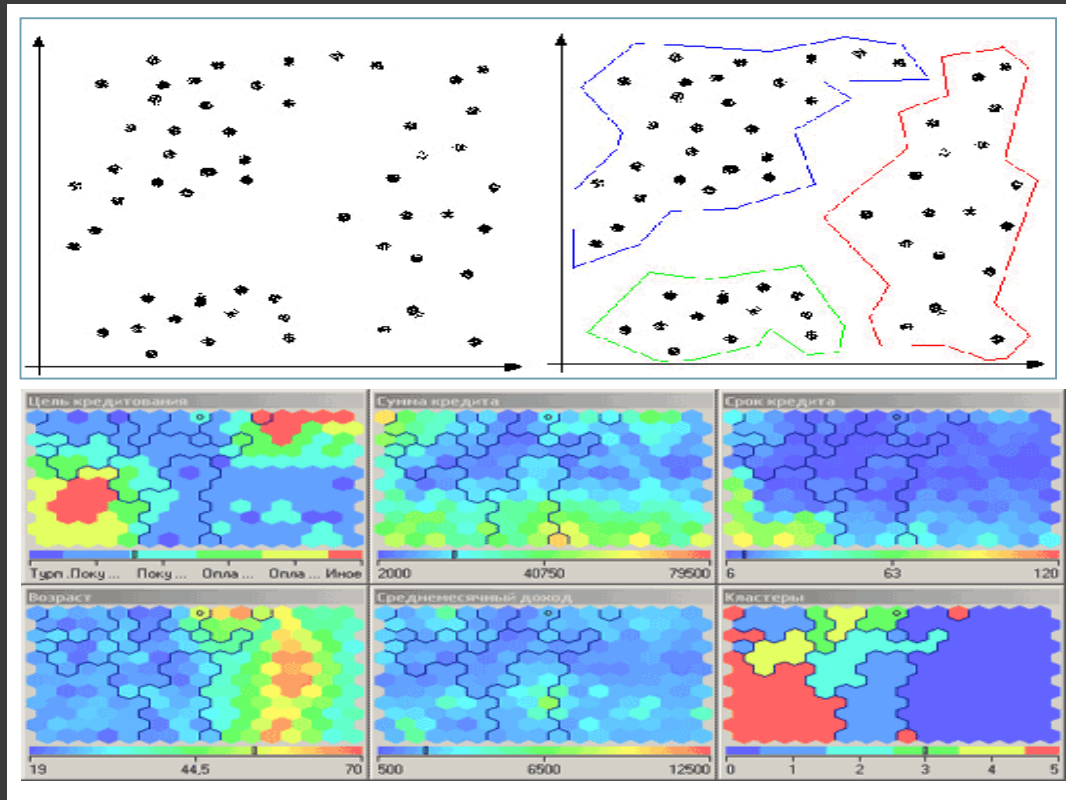 Цель кредитования
Сумма кредита
Срок кредита
Турп .Поку ... Поку ... Опла ... Опла ... Иное
2000 40750 79500
6 63 120
Возраст
Среднемесячный доход
Кластеры
19 44,5 70
500 6500 12500
0 1 2 3 4 5